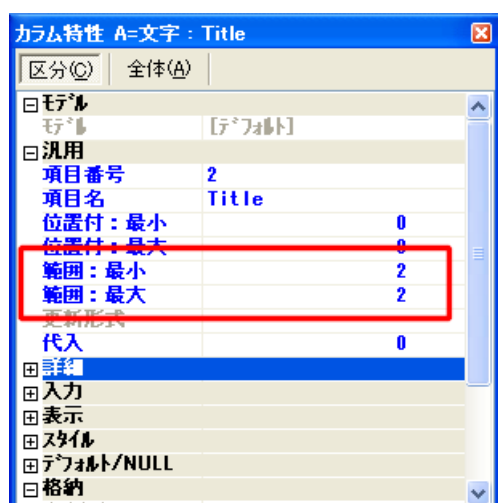 カラム特性 A=文字：Title
区分(C) 全体(A)
モデル
モデル [デフォルト]
汎用
項目番号 2
項目名 Title
位置付：最小 0
位置付：最大 0
範囲：最小 2
範囲：最大 2
更新形式
代入 0
詳細
入力
表示
スタイル
デフォルト/NULL
格納